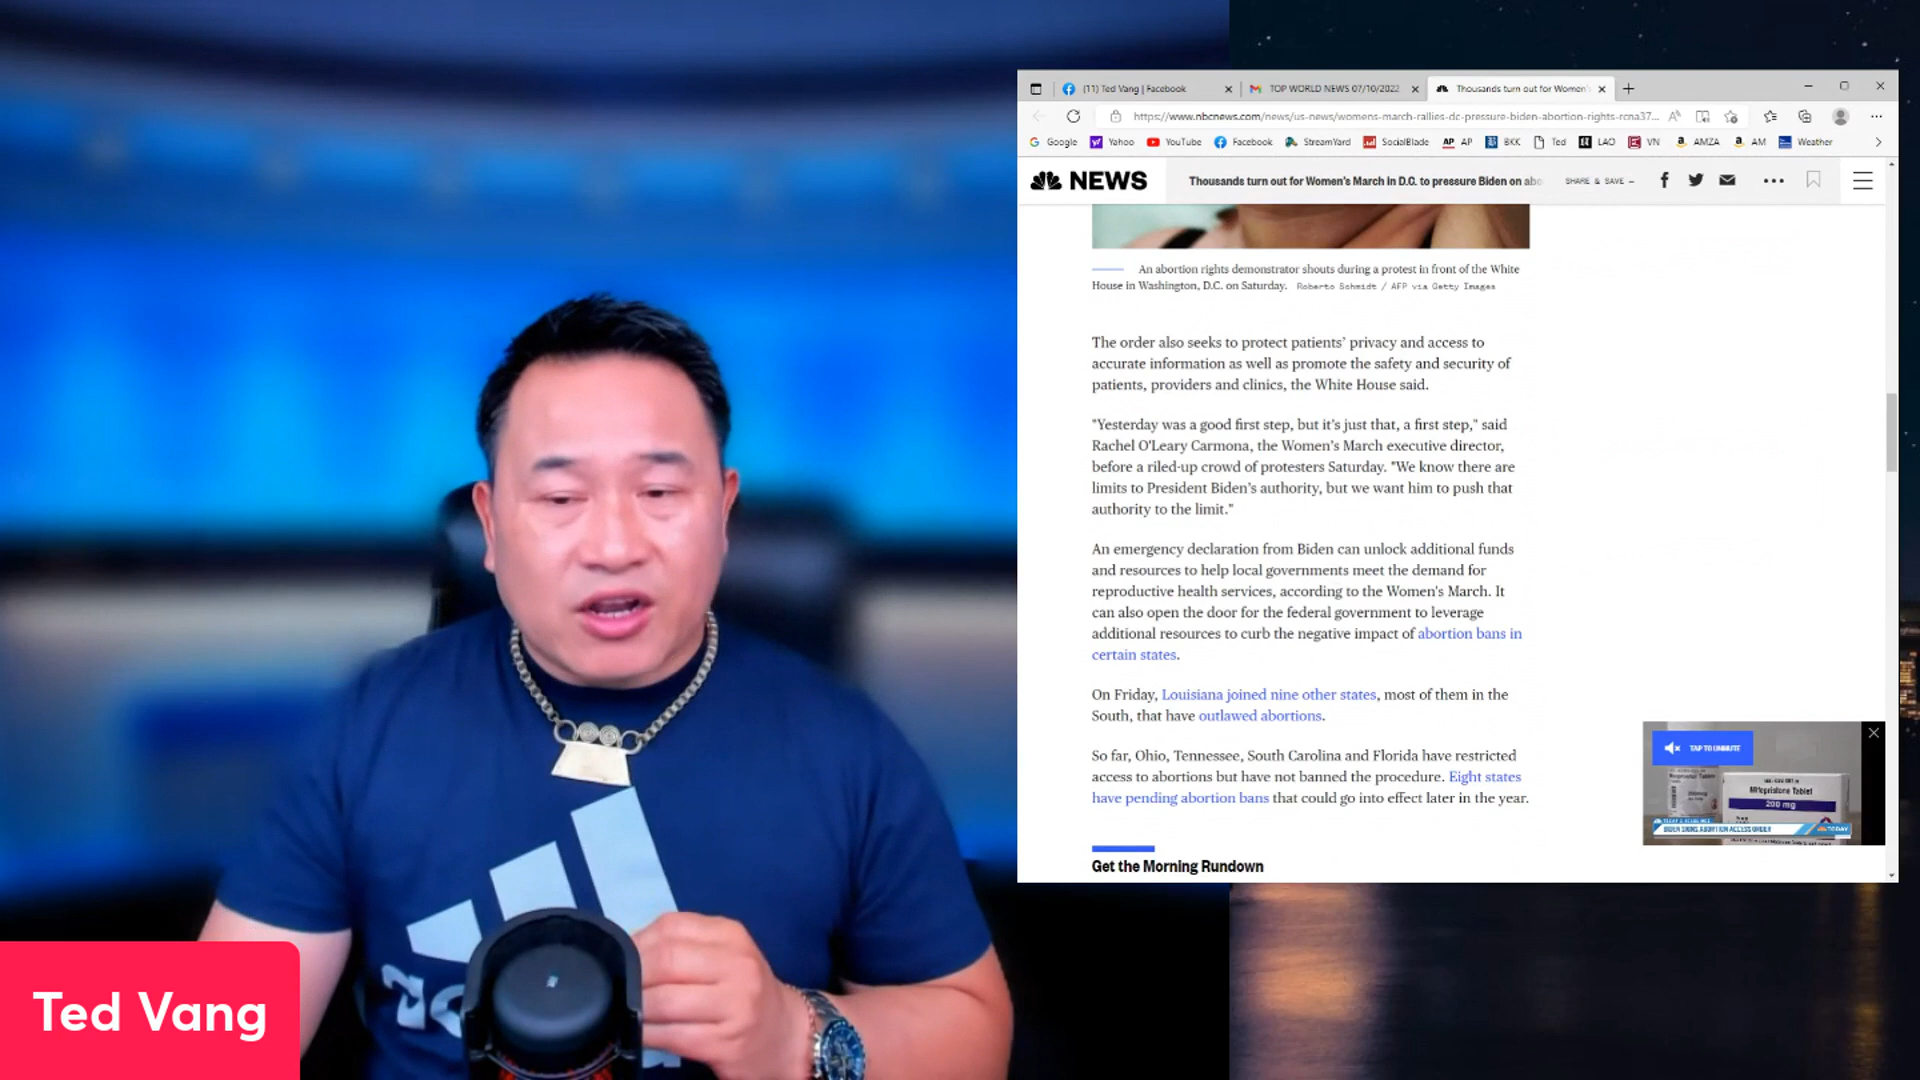 (11) Ted Vang | Facebook
TOP WORLD NEWS 07/10/2022
Thousands turn out for Women'
https://www.nbcnews.com/news/us-news/womens-march-rallies-dc-pressure-biden-abortion-rights-rcna37...
Google Yahoo YouTube Facebook StreamYard SocialBlade AP AP BKK Ted LAO VN AMZA AM Weather
NEWS
Thousands turn out for Women's March in D.C. to pressure Biden on abo
SHARE & SAVE –
An abortion rights demonstrator shouts during a protest in front of the White
House in Washington, D.C. on Saturday. Roberto Schmidt / AFP via Getty Images
The order also seeks to protect patients' privacy and access to
accurate information as well as promote the safety and security of
patients, providers and clinics, the White House said.
"Yesterday was a good first step, but it's just that, a first step," said
Rachel O'Leary Carmona, the Women's March executive director,
before a riled-up crowd of protesters Saturday. "We know there are
limits to President Biden's authority, but we want him to push that
authority to the limit."
An emergency declaration from Biden can unlock additional funds
and resources to help local governments meet the demand for
reproductive health services, according to the Women's March. It
can also open the door for the federal government to leverage
additional resources to curb the negative impact of abortion bans in
certain states.
On Friday, Louisiana joined nine other states, most of them in the
South, that have outlawed abortions.
So far, Ohio, Tennessee, South Carolina and Florida have restricted
access to abortions but have not banned the procedure. Eight states
have pending abortion bans that could go into effect later in the year.
Get the Morning Rundown
TAP TO UNMUTE
Mifepristone Tablet
200 mg
BIDEN SIGNS ABORTION ACCESS ORDER
TODAY
Ted Vang